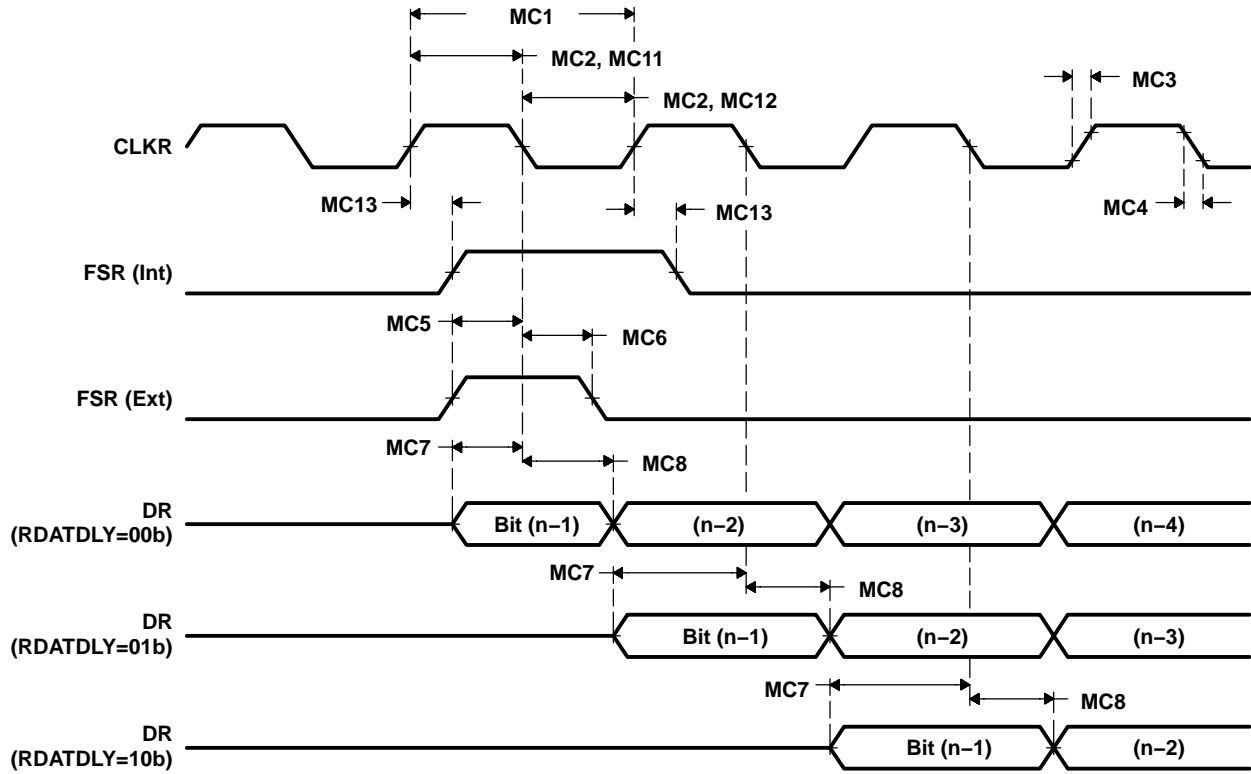 MC1
MC2, MC11
MC3
MC2, MC12
CLKR
MC13
MC13
MC4
FSR (Int)
MC5
MC6
FSR (Ext)
MC7
MC8
DR
(RDATDLY=00b)
Bit (n−1)
(n−2)
(n−3)
(n−4)
MC7
MC8
DR
(RDATDLY=01b)
Bit (n−1)
(n−2)
(n−3)
MC7
MC8
DR
(RDATDLY=10b)
Bit (n−1)
(n−2)